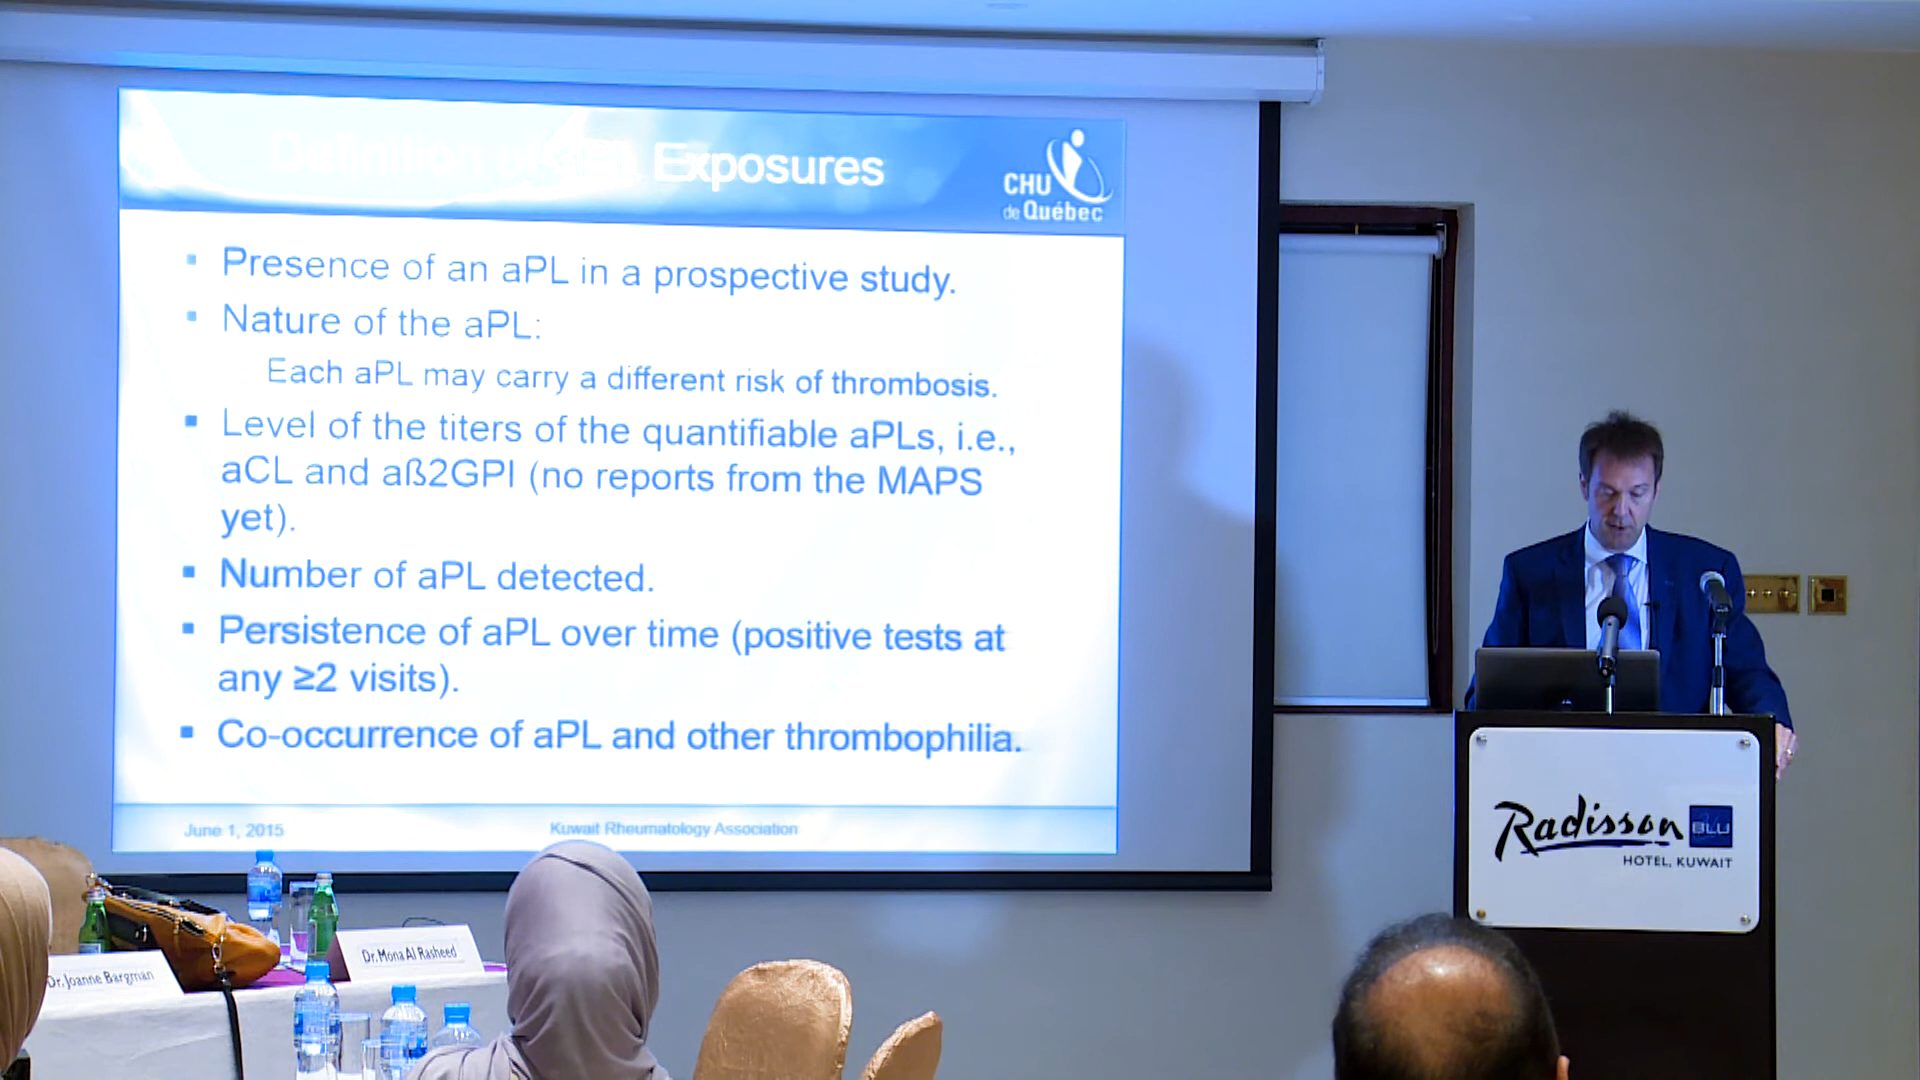 Definition of Exposures
CHU
de Québec
▪ Presence of an aPL in a prospective study.
▪ Nature of the aPL:
Each aPL may carry a different risk of thrombosis.
▪ Level of the titers of the quantifiable aPLs, i.e.,
aCL and aß2GPI (no reports from the MAPS
yet).
▪ Number of aPL detected.
▪ Persistence of aPL over time (positive tests at
any ≥2 visits).
▪ Co-occurrence of aPL and other thrombophilia.
June 1, 2015
Kuwait Rheumatology Association
Radisson
BLU
HOTEL, KUWAIT
Dr. Mona Al Rasheed
Dr. Joanne Bargman